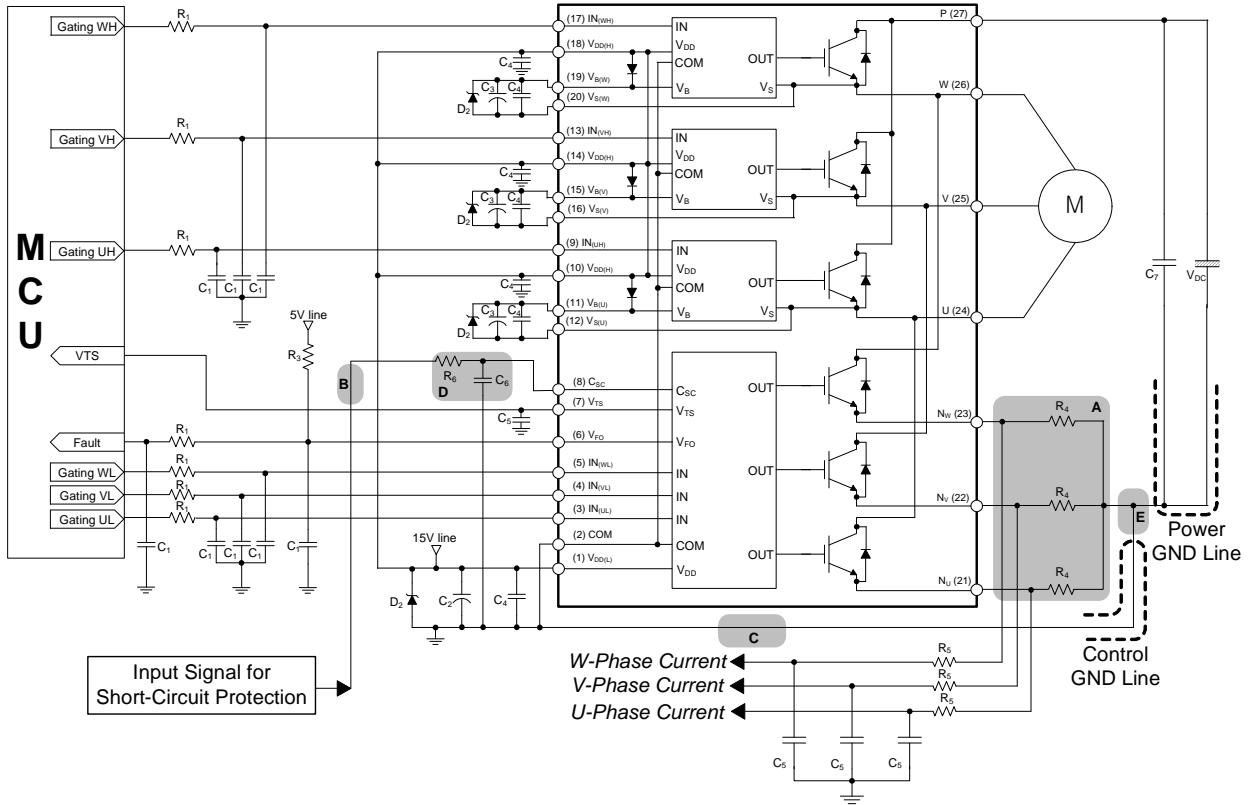 MCU
Gating WH
R1
(17) IN(WH)
(18) VDD(H)
C4
(19) VB(W)
C3
C4
D2
(20) VS(W)
IN
VDD
COM
VB
OUT
VS
P (27)
W (26)
Gating VH
R1
(13) IN(VH)
(14) VDD(H)
C4
(15) VB(V)
C3
C4
D2
(16) VS(V)
IN
VDD
COM
VB
OUT
VS
V (25)
M
Gating UH
R1
(9) IN(UH)
(10) VDD(H)
C4
(11) VB(U)
C3
C4
D2
(12) VS(U)
IN
VDD
COM
VB
OUT
VS
U (24)
C7
VDC
C1
C1
C1
5V line
R3
VTS
B
R6
D
C6
(8) CSC
(7) VTS
C5
Fault
R1
(6) VFO
Gating WL
R1
(5) IN(WL)
Gating VL
R1
(4) IN(VL)
Gating UL
R1
(3) IN(UL)
(2) COM
(1) VDD(L)
CSC
VTS
VFO
IN
IN
IN
COM
VDD
OUT
OUT
OUT
NW (23)
NV (22)
NU (21)
R4
A
R4
R4
E
Power
GND Line
C1
C1
C1
C1
C1
15V line
D2
C2
C4
C
Control
GND Line
Input Signal for
Short-Circuit Protection
W-Phase Current
R5
V-Phase Current
R5
U-Phase Current
R5
C5
C5
C5